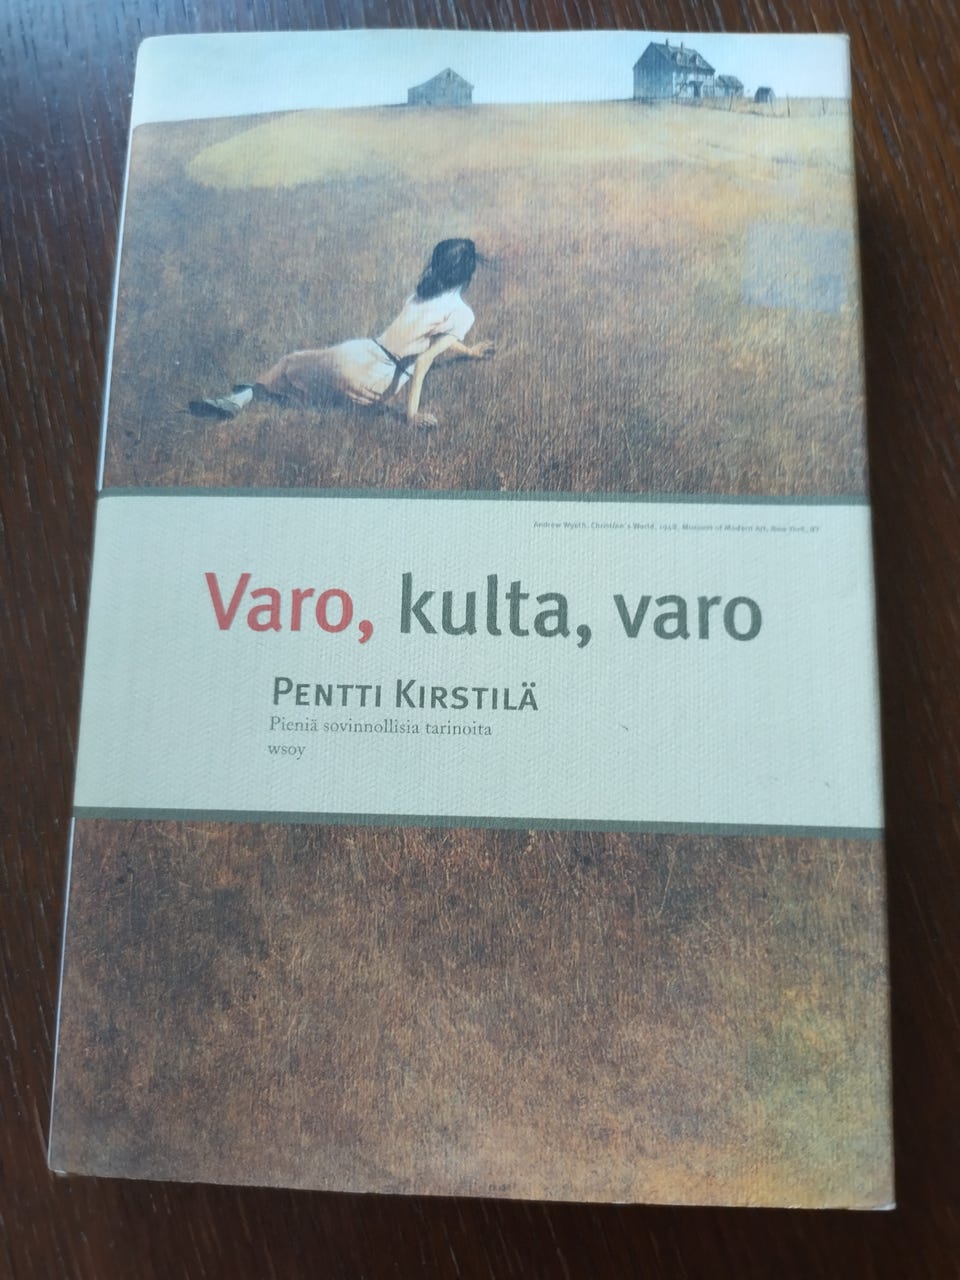 Andrew Wyeth, Christina's World, 1948, Museum of Modern Art, New York, NY
Varo, kulta, varo
PENTTI KIRSTILÄ
Pieniä sovinnollisia tarinoita
wsoy